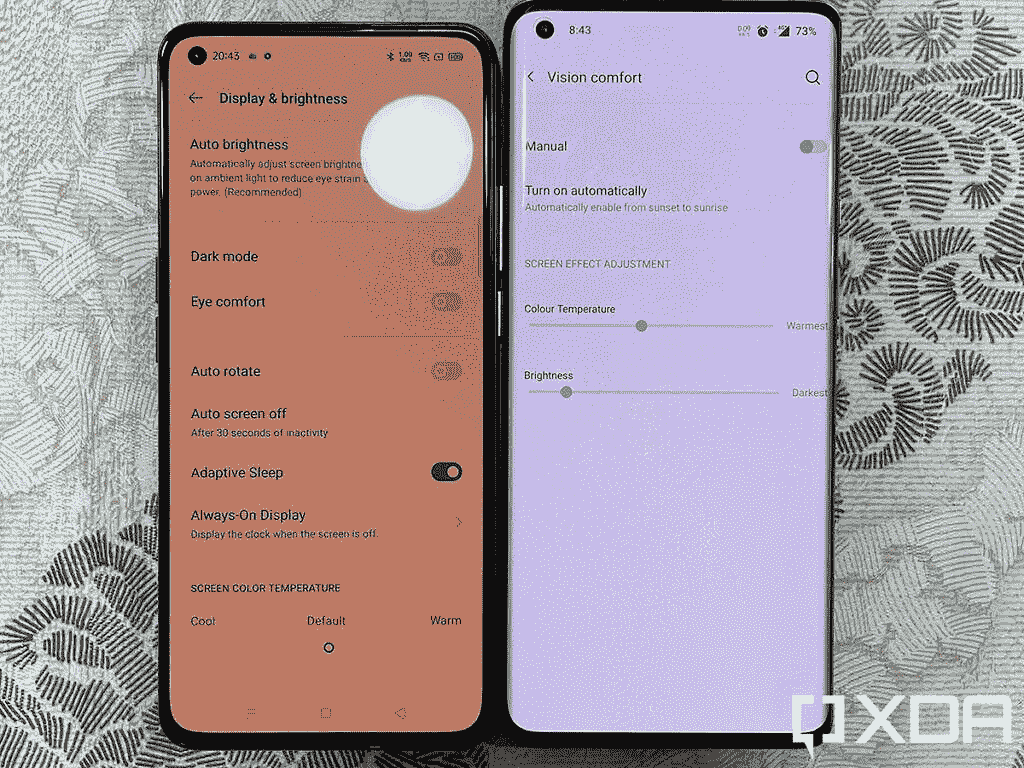 20:43
1.09
KB/S
Display & brightness
Auto brightness
Automatically adjust screen brightne
on ambient light to reduce eye strain
power. (Recommended)
Dark mode
Eye comfort
Auto rotate
Auto screen off
After 30 seconds of inactivity
Adaptive Sleep
Always-On Display
Display the clock when the screen is off.
SCREEN COLOR TEMPERATURE
Cool
Default
Warm
8:43
0.09
73%
Vision comfort
Manual
Turn on automatically
Automatically enable from sunset to sunrise
SCREEN EFFECT ADJUSTMENT
Colour Temperature
Warmest
Brightness
Darkest
XDA